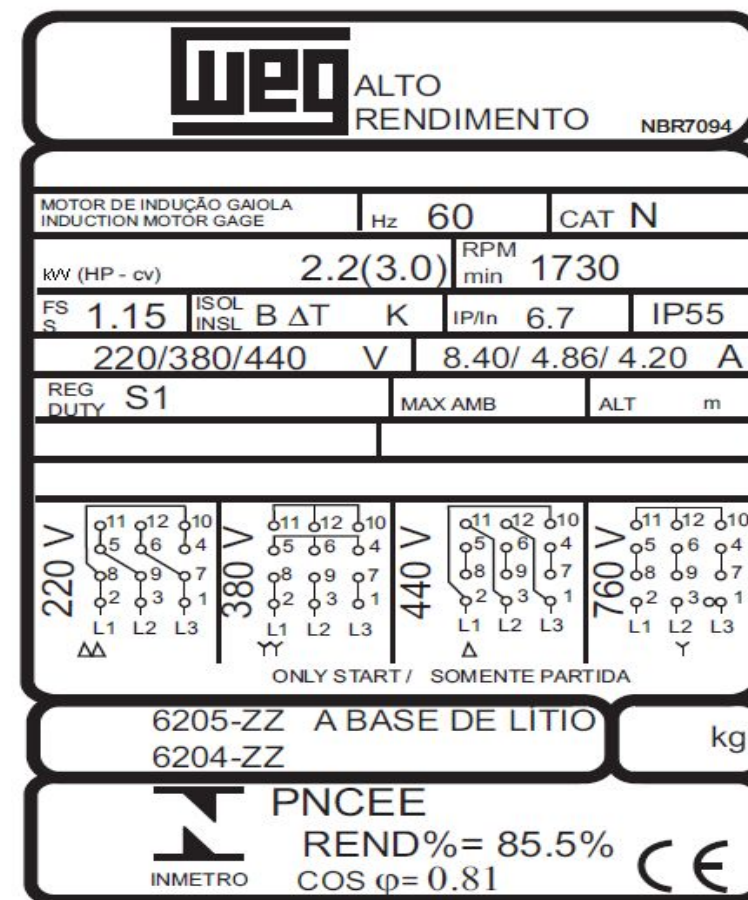 WEG
ALTO
RENDIMENTO NBR7094
MOTOR DE INDUÇÃO GAIOLA
INDUCTION MOTOR GAGE
Hz 60 CAT N
kW (HP - cv) 2.2(3.0) RPM min 1730
FS S 1.15 ISOL INSL B ΔT K IP/In 6.7 IP55
220/380/440 V 8.40/ 4.86/ 4.20 A
REG DUTY S1 MAX AMB ALT m
220 V
11 12 10
5 6 4
8 9 7
2 3 1
L1 L2 L3
ΔΔ
380 V
11 12 10
5 6 4
8 9 7
2 3 1
L1 L2 L3
YY
440 V
11 12 10
5 6 4
8 9 7
2 3 1
L1 L2 L3
Δ
760 V
11 12 10
5 6 4
8 9 7
2 3 1
L1 L2 L3
Y
ONLY START / SOMENTE PARTIDA
6205-ZZ A BASE DE LÍTIO
6204-ZZ
kg
PNCEE
REND%= 85.5%
INMETRO COS φ= 0.81
CE